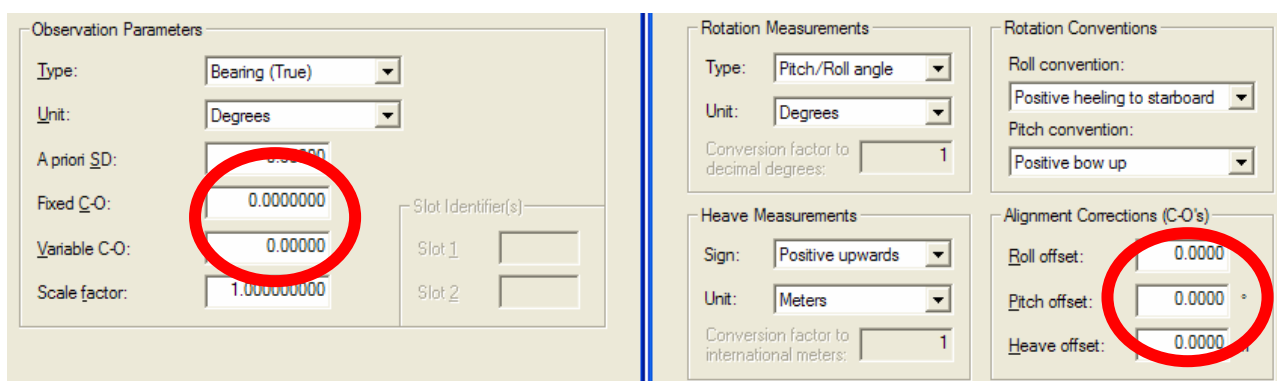 Observation Parameters
Type: Bearing (True)
Unit: Degrees
A priori SD: 0.00000
Fixed C-O: 0.0000000
Variable C-O: 0.00000
Scale factor: 1.000000000
Slot Identifier(s)
Slot 1
Slot 2
Rotation Measurements
Type: Pitch/Roll angle
Unit: Degrees
Conversion factor to
decimal degrees: 1
Rotation Conventions
Roll convention:
Positive heeling to starboard
Pitch convention:
Positive bow up
Heave Measurements
Sign: Positive upwards
Unit: Meters
Conversion factor to
international meters: 1
Alignment Corrections (C-O's)
Roll offset: 0.0000
Pitch offset: 0.0000 °
Heave offset: 0.0000